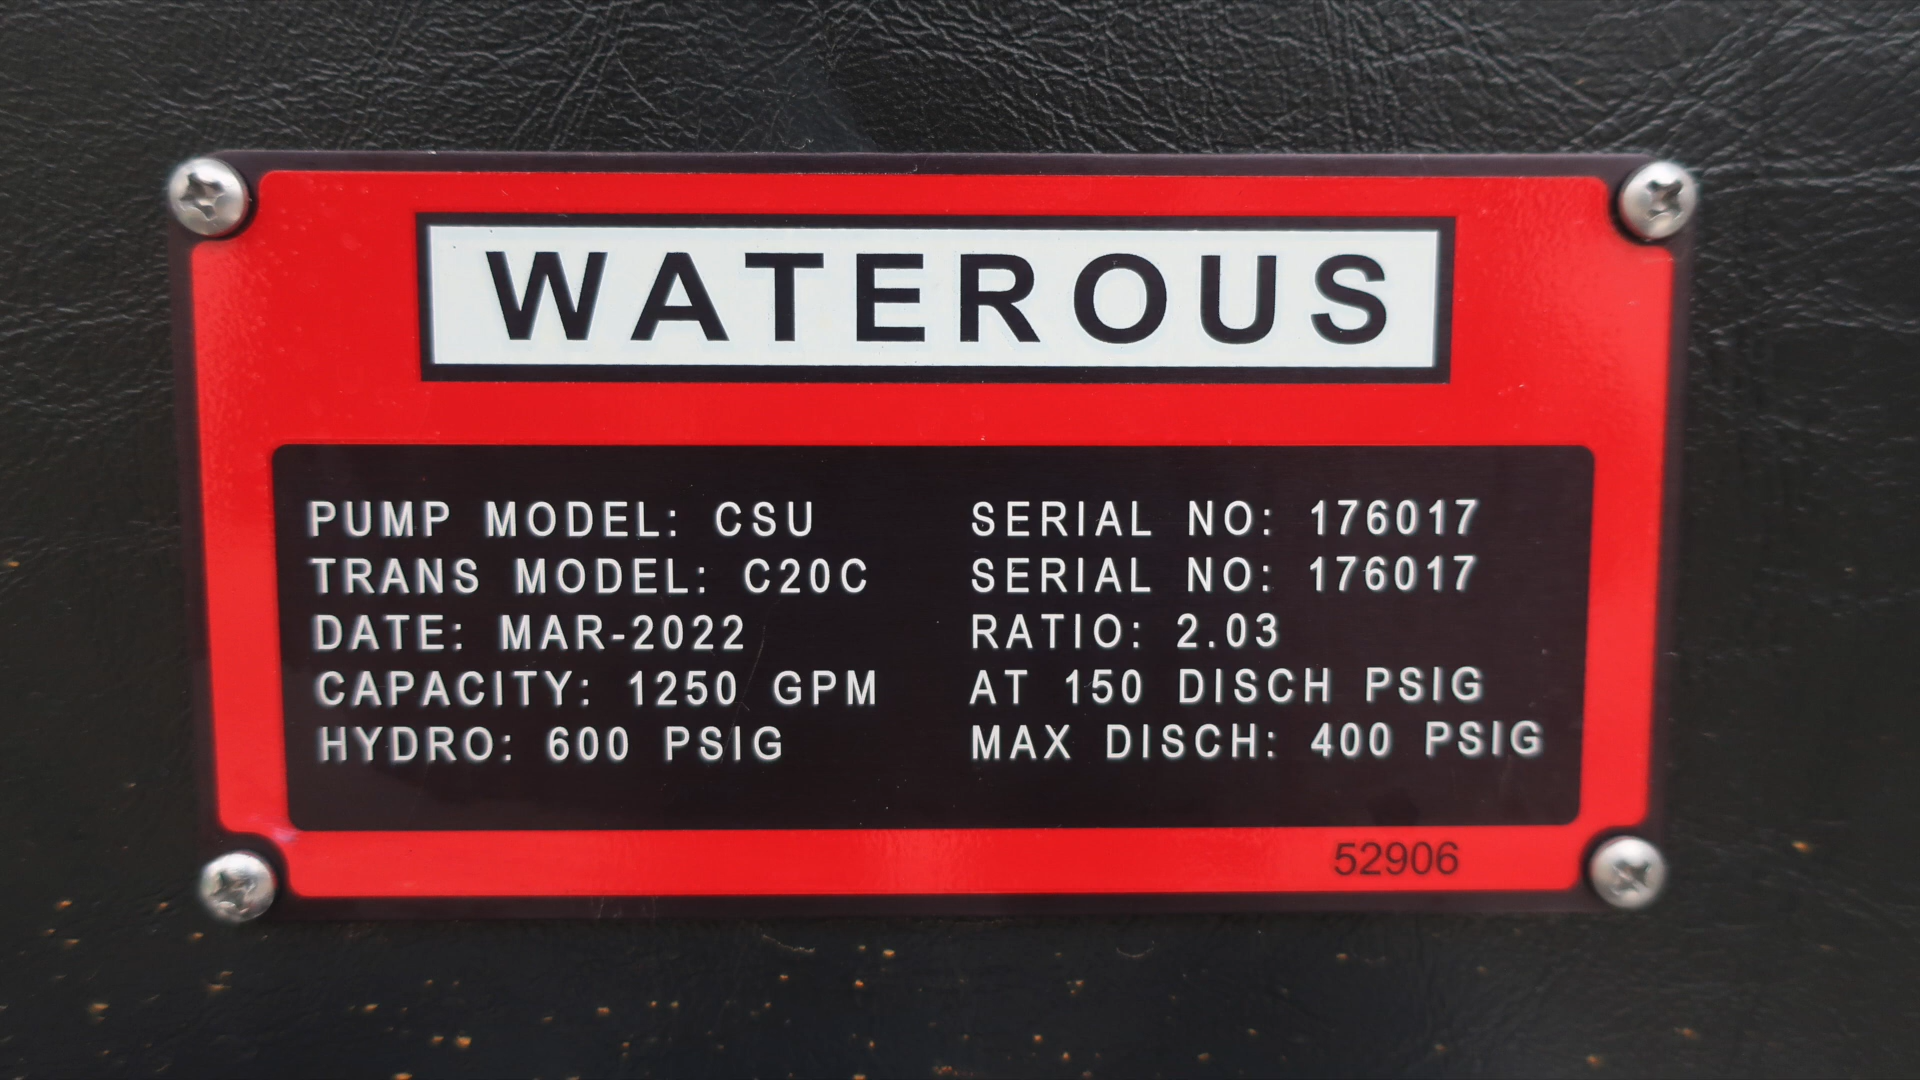 WATEROUS
PUMP MODEL: CSU SERIAL NO: 176017
TRANS MODEL: C20C SERIAL NO: 176017
DATE: MAR-2022 RATIO: 2.03
CAPACITY: 1250 GPM AT 150 DISCH PSIG
HYDRO: 600 PSIG MAX DISCH: 400 PSIG
52906